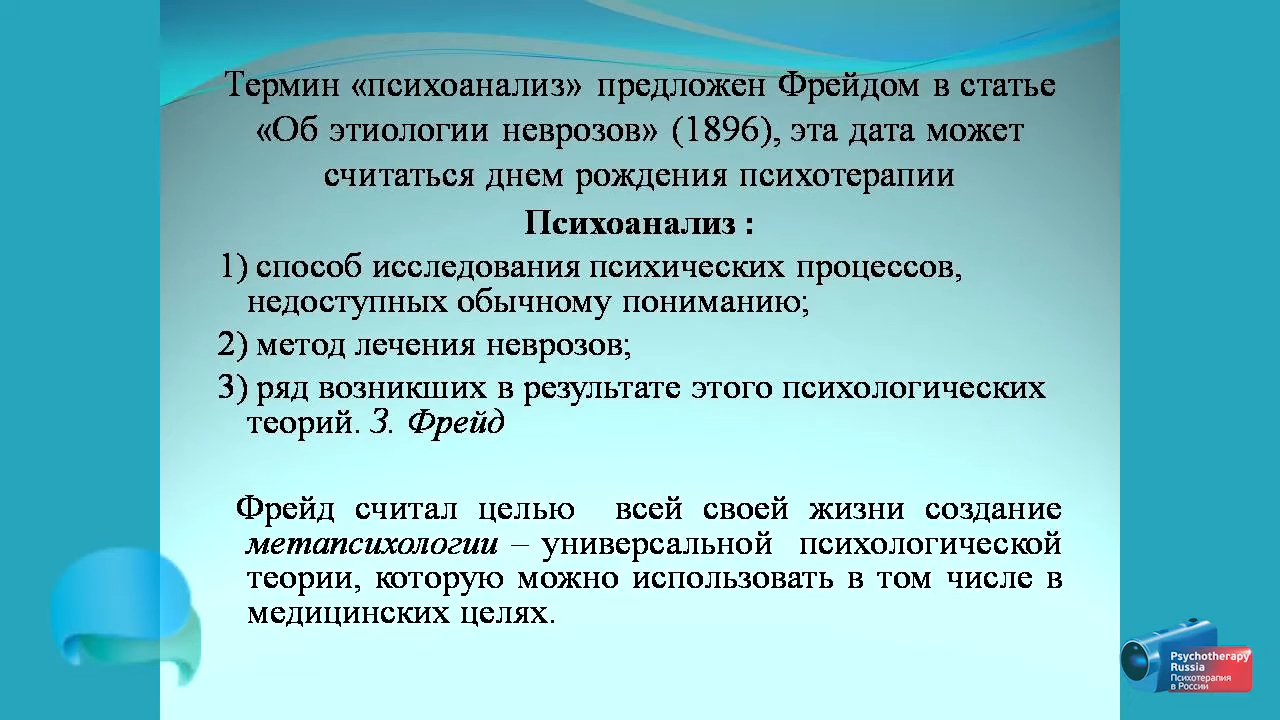 Термин «психоанализ» предложен Фрейдом в статье
«Об этиологии неврозов» (1896), эта дата может
считаться днем рождения психотерапии
Психоанализ :
1) способ исследования психических процессов,
недоступных обычному пониманию;
2) метод лечения неврозов;
3) ряд возникших в результате этого психологических
теорий. З. Фрейд
Фрейд считал целью всей своей жизни создание
метапсихологии – универсальной психологической
теории, которую можно использовать в том числе в
медицинских целях.
Psychotherapy
Russia
Психотерапия
в России